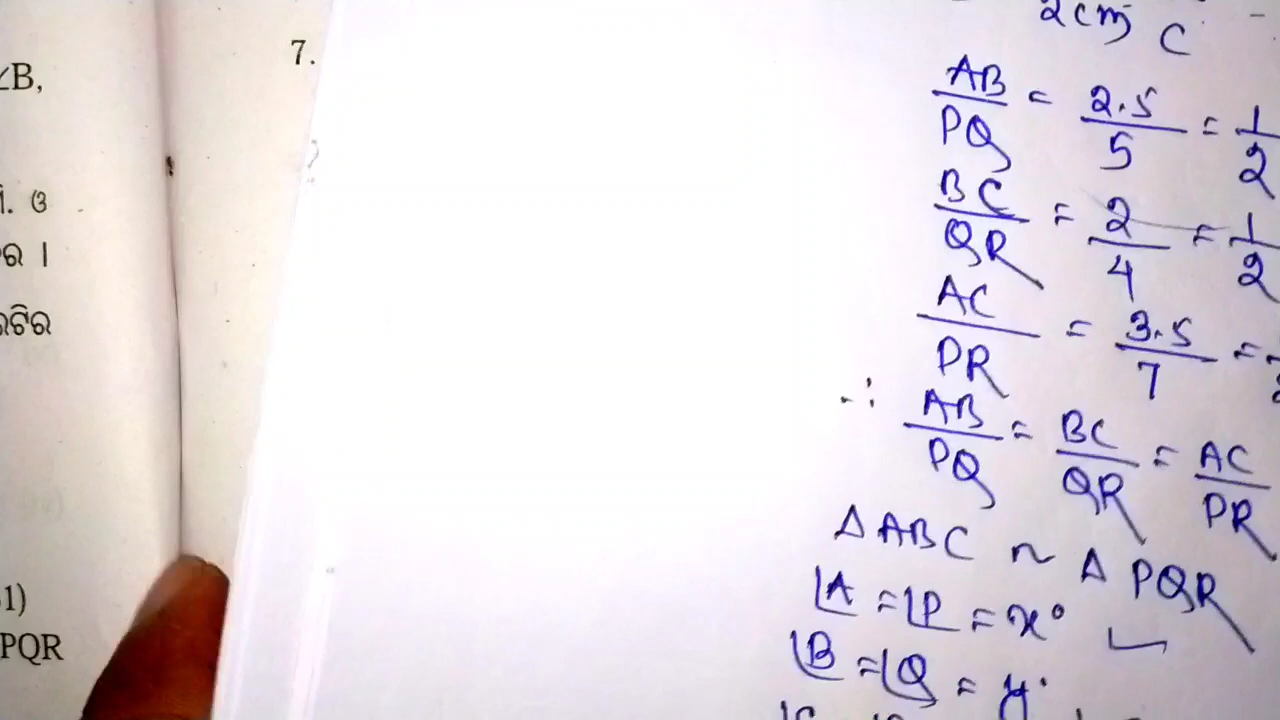 ∠B,
ଓ
ର ।
7.
1)
PQR
2cm C
AB/PQ = 2.5/5 = 1/2
BC/QR = 2/4 = 1/2
AC/PR = 3.5/7 =
∴ AB/PQ = BC/QR = AC/PR
Δ ABC ~ Δ PQR
∠A = ∠P = x°
∠B = ∠Q = y°